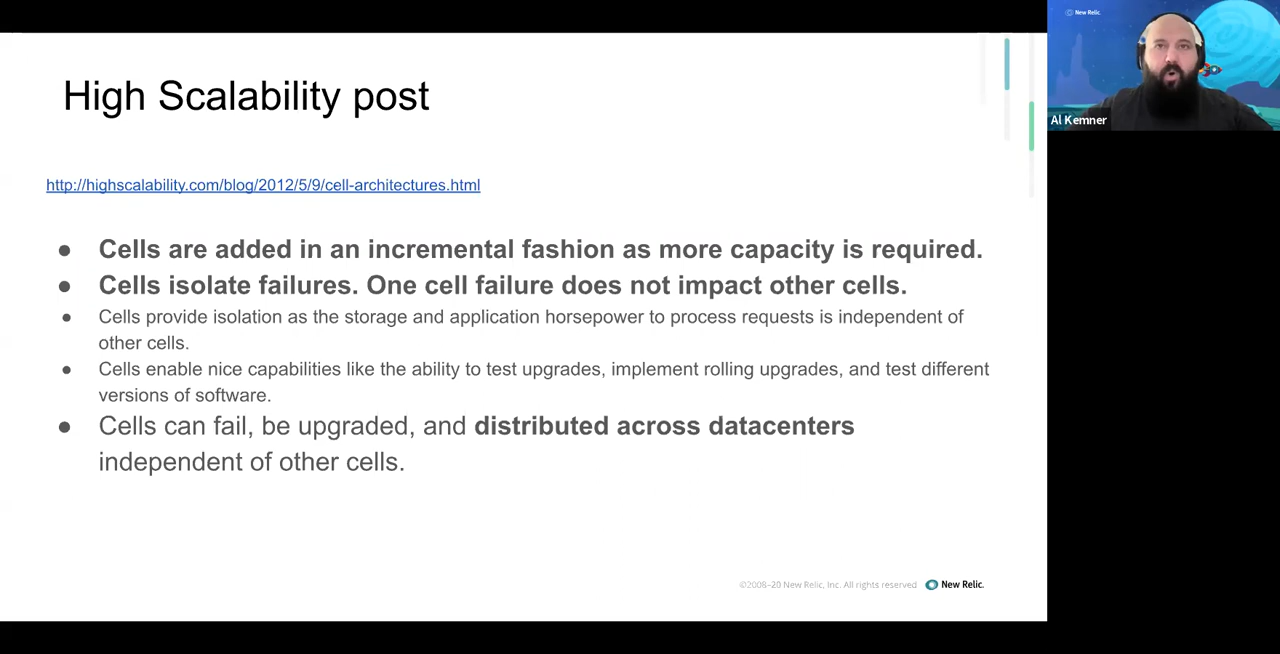 High Scalability post
http://highscalability.com/blog/2012/5/9/cell-architectures.html
● Cells are added in an incremental fashion as more capacity is required.
● Cells isolate failures. One cell failure does not impact other cells.
● Cells provide isolation as the storage and application horsepower to process requests is independent of
other cells.
● Cells enable nice capabilities like the ability to test upgrades, implement rolling upgrades, and test different
versions of software.
● Cells can fail, be upgraded, and distributed across datacenters
independent of other cells.
©2008–20 New Relic, Inc. All rights reserved
New Relic.
New Relic.
Al Kemner